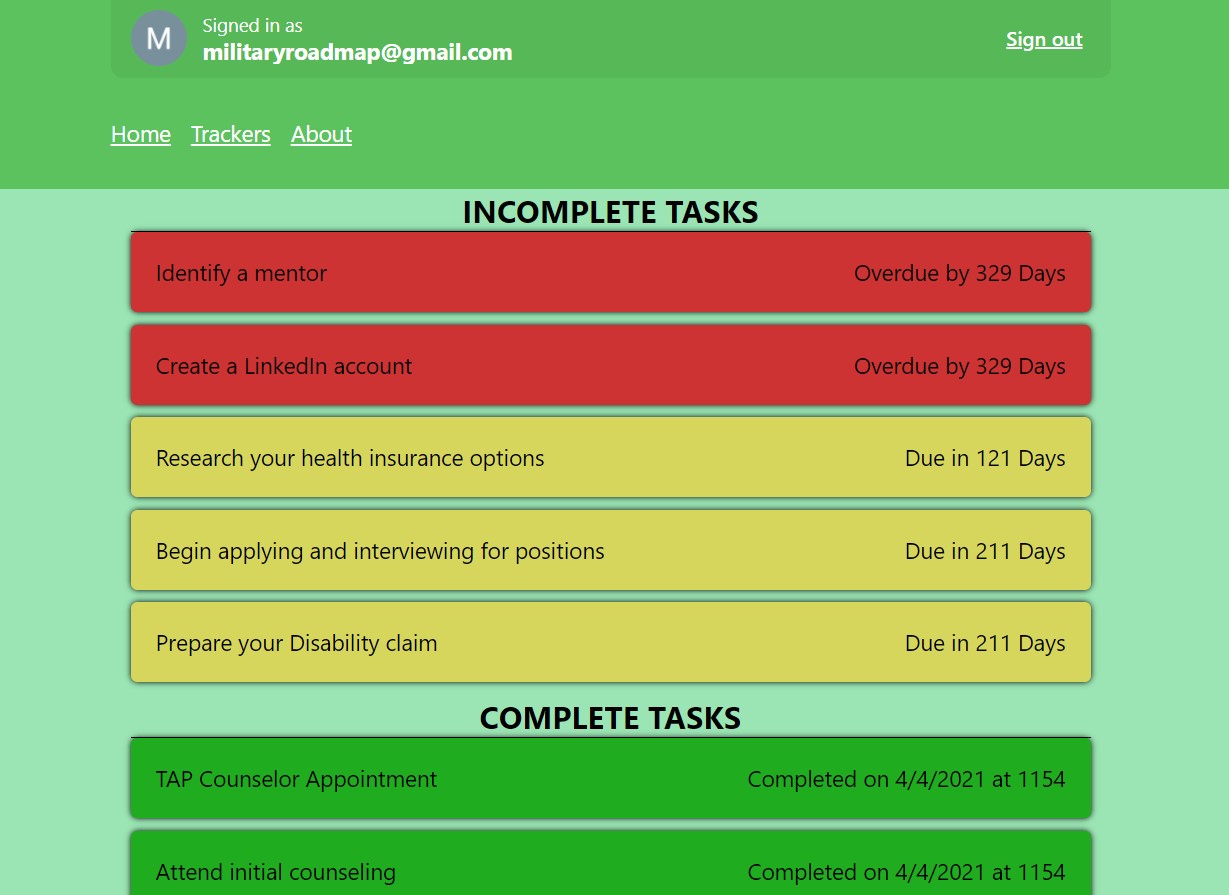 M
Signed in as
militaryroadmap@gmail.com
Sign out
Home Trackers About
INCOMPLETE TASKS
Identify a mentor Overdue by 329 Days
Create a LinkedIn account Overdue by 329 Days
Research your health insurance options Due in 121 Days
Begin applying and interviewing for positions Due in 211 Days
Prepare your Disability claim Due in 211 Days
COMPLETE TASKS
TAP Counselor Appointment Completed on 4/4/2021 at 1154
Attend initial counseling Completed on 4/4/2021 at 1154